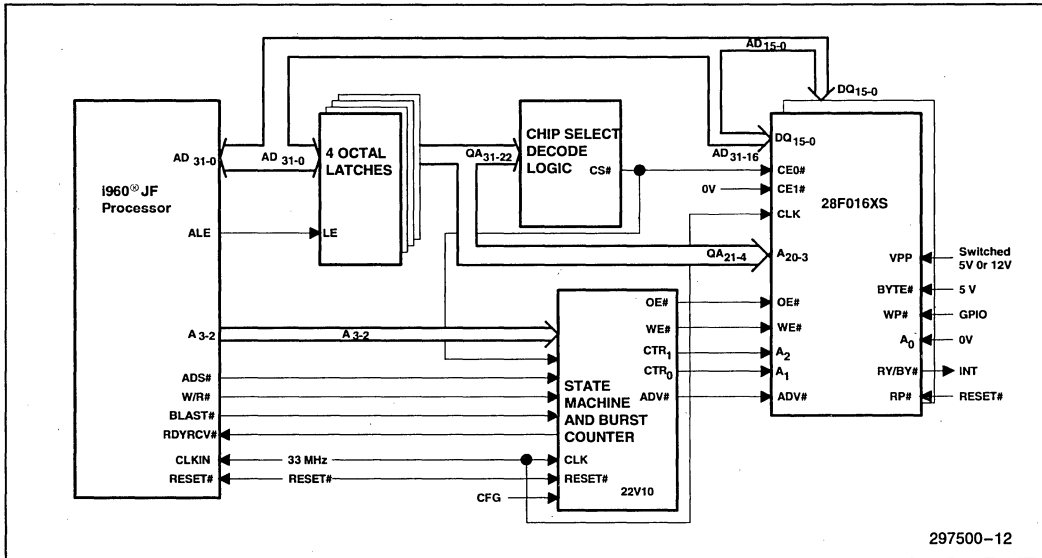 AD15-0
DQ15-0
i960® JF
Processor
AD 31-0
AD 31-0
4 OCTAL
LATCHES
ALE
LE
QA31-22
CHIP SELECT
DECODE
LOGIC
CS#
AD31-16
0V
DQ15-0
CE0#
CE1#
CLK
28F016XS
QA21-4
A20-3
VPP
Switched
5V 0r 12V
BYTE#
5 V
WP#
GPIO
A0
0V
RY/BY#
INT
RP#
RESET#
A3-2
A3-2
OE#
OE#
WE#
WE#
CTR1
A2
CTR0
A1
ADV#
ADV#
ADS#
W/R#
BLAST#
RDYRCV#
STATE
MACHINE
AND BURST
COUNTER
CLKIN
33 MHz
CLK
RESET#
RESET#
RESET#
CFG
22V10
297500-12